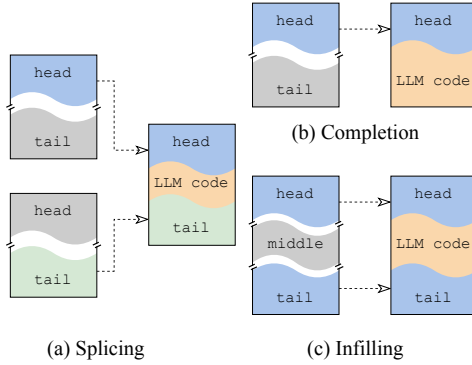 head
tail
head
tail
head
LLM code
tail
(a) Splicing
head
tail
head
LLM code
(b) Completion
head
middle
tail
head
LLM code
tail
(c) Infilling